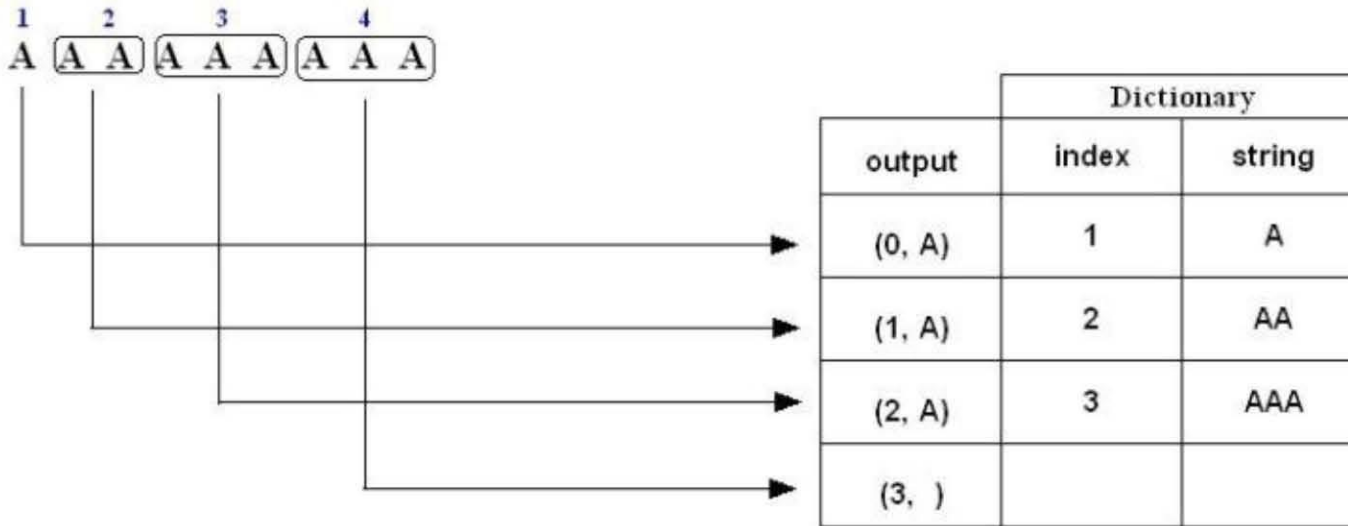 1 2 3 4
A A A A A A A A A
Dictionary
output index string
(0, A) 1 A
(1, A) 2 AA
(2, A) 3 AAA
(3, )